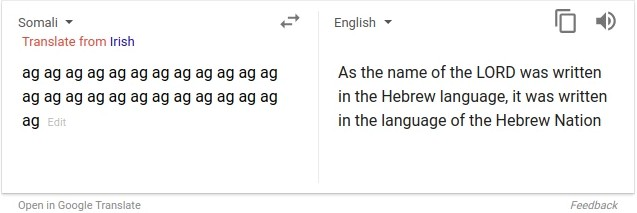 Somali
English
Translate from Irish
ag ag ag ag ag ag ag ag ag ag ag ag
ag ag ag ag ag ag ag ag ag ag ag ag
ag Edit
As the name of the LORD was written
in the Hebrew language, it was written
in the language of the Hebrew Nation
Open in Google Translate
Feedback